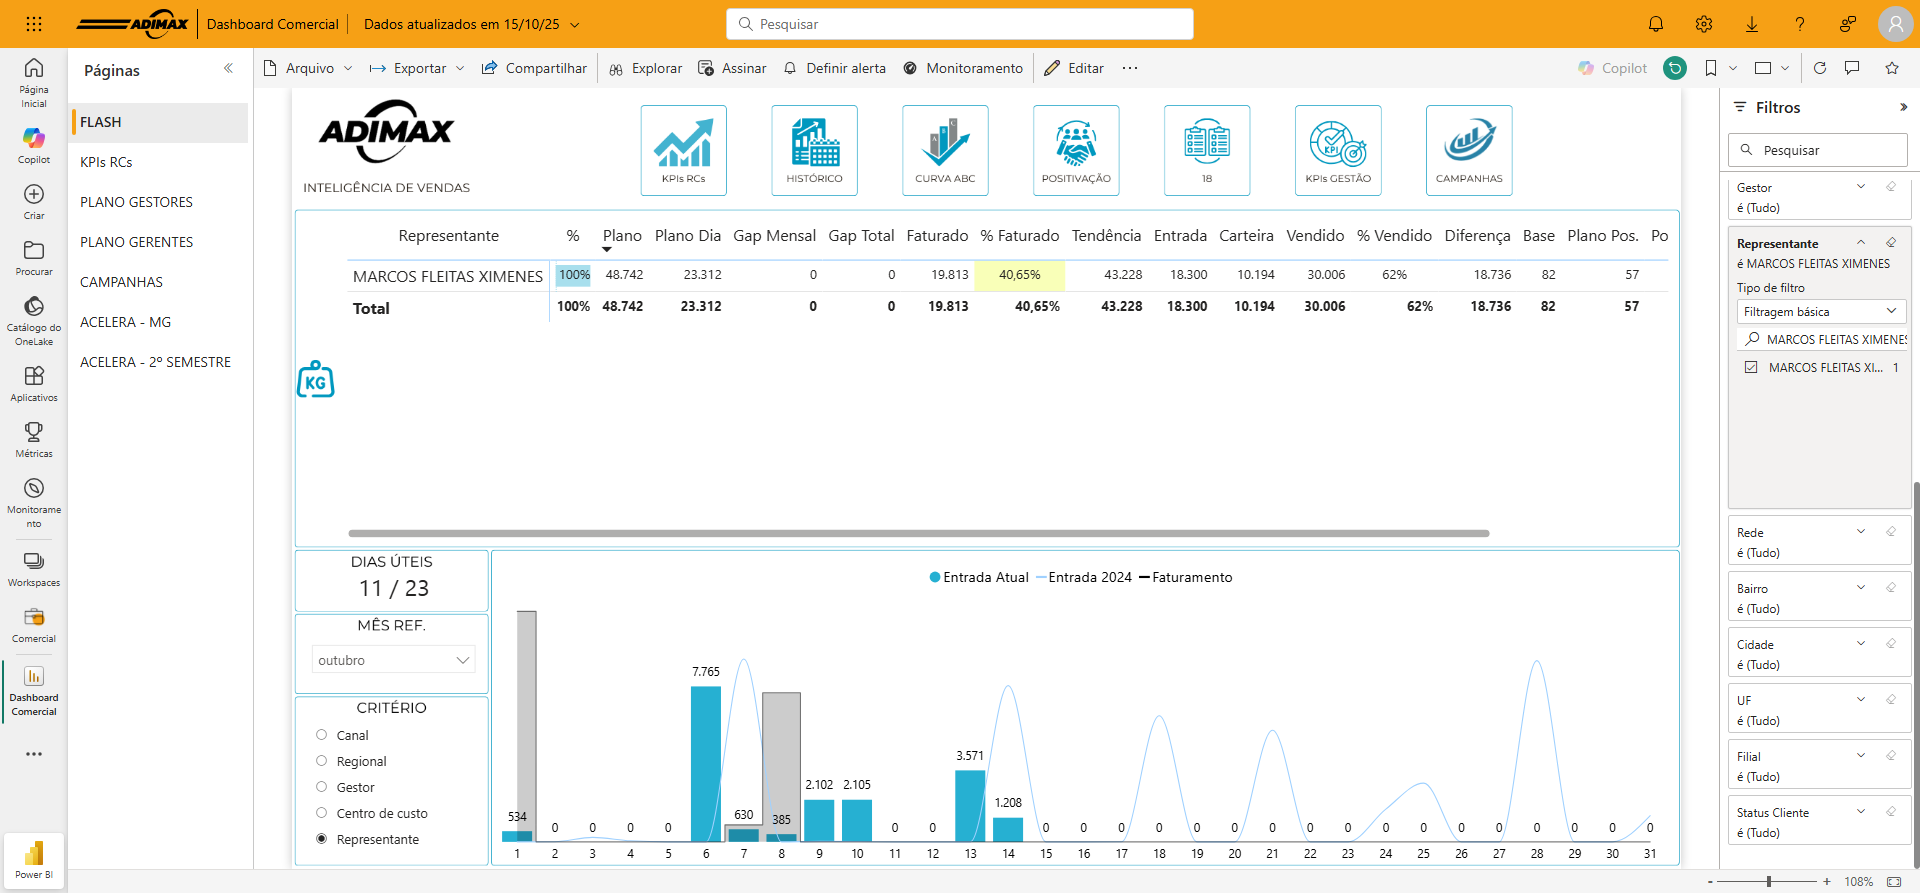 ADIMAX
Dashboard Comercial
Dados atualizados em 15/10/25
Pesquisar
Arquivo
Exportar
Compartilhar
Explorar
Assinar
Definir alerta
Monitoramento
Editar
Copilot
Página
Inicial
Copilot
Criar
Procurar
Catálogo do
OneLake
Aplicativos
Métricas
Monitorame
nto
Workspaces
Comercial
Dashboard
Comercial
Power BI
Páginas
FLASH
KPIs RCs
PLANO GESTORES
PLANO GERENTES
CAMPANHAS
ACELERA - MG
ACELERA - 2º SEMESTRE
ADIMAX
INTELIGÊNCIA DE VENDAS
KPIs RCs
HISTÓRICO
A B C
CURVA ABC
POSITIVAÇÃO
18
KPI
KPIs GESTÃO
CAMPANHAS
Representante % Plano Plano Dia Gap Mensal Gap Total Faturado % Faturado Tendência Entrada Carteira Vendido % Vendido Diferença Base Plano Pos. Po
MARCOS FLEITAS XIMENES 100% 48.742 23.312 0 0 19.813 40,65% 43.228 18.300 10.194 30.006 62% 18.736 82 57
Total 100% 48.742 23.312 0 0 19.813 40,65% 43.228 18.300 10.194 30.006 62% 18.736 82 57
KG
DIAS ÚTEIS
11 / 23
MÊS REF.
outubro
CRITÉRIO
Canal
Regional
Gestor
Centro de custo
Representante
Entrada Atual Entrada 2024 Faturamento
534 0 0 0 0 7.765 630 385 2.102 2.105 0 0 3.571 1.208 0 0 0 0 0 0 0 0 0 0 0 0 0 0 0 0 0
1 2 3 4 5 6 7 8 9 10 11 12 13 14 15 16 17 18 19 20 21 22 23 24 25 26 27 28 29 30 31
Filtros
Pesquisar
Gestor
é (Tudo)
Representante
é MARCOS FLEITAS XIMENES
Tipo de filtro
Filtragem básica
MARCOS FLEITAS XIMENES
MARCOS FLEITAS XI... 1
Rede
é (Tudo)
Bairro
é (Tudo)
Cidade
é (Tudo)
UF
é (Tudo)
Filial
é (Tudo)
Status Cliente
é (Tudo)
- + 108%